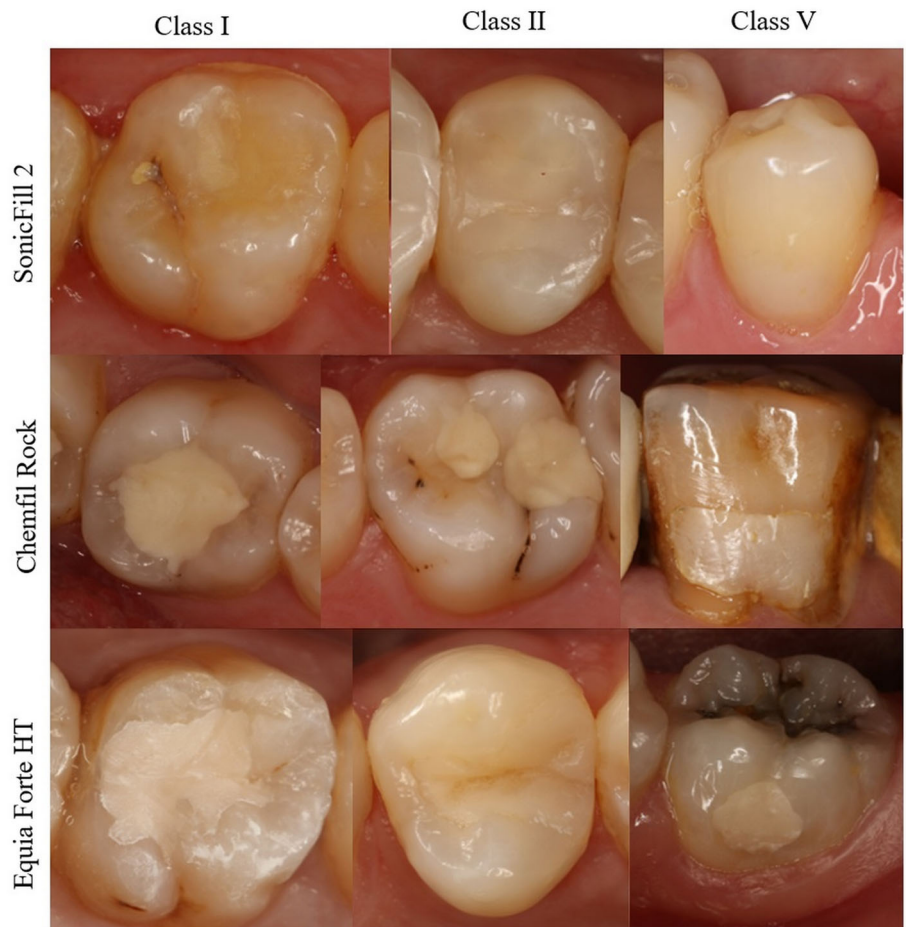 Class I
Class II
Class V
SonicFill 2
Chemfil Rock
Equia Forte HT